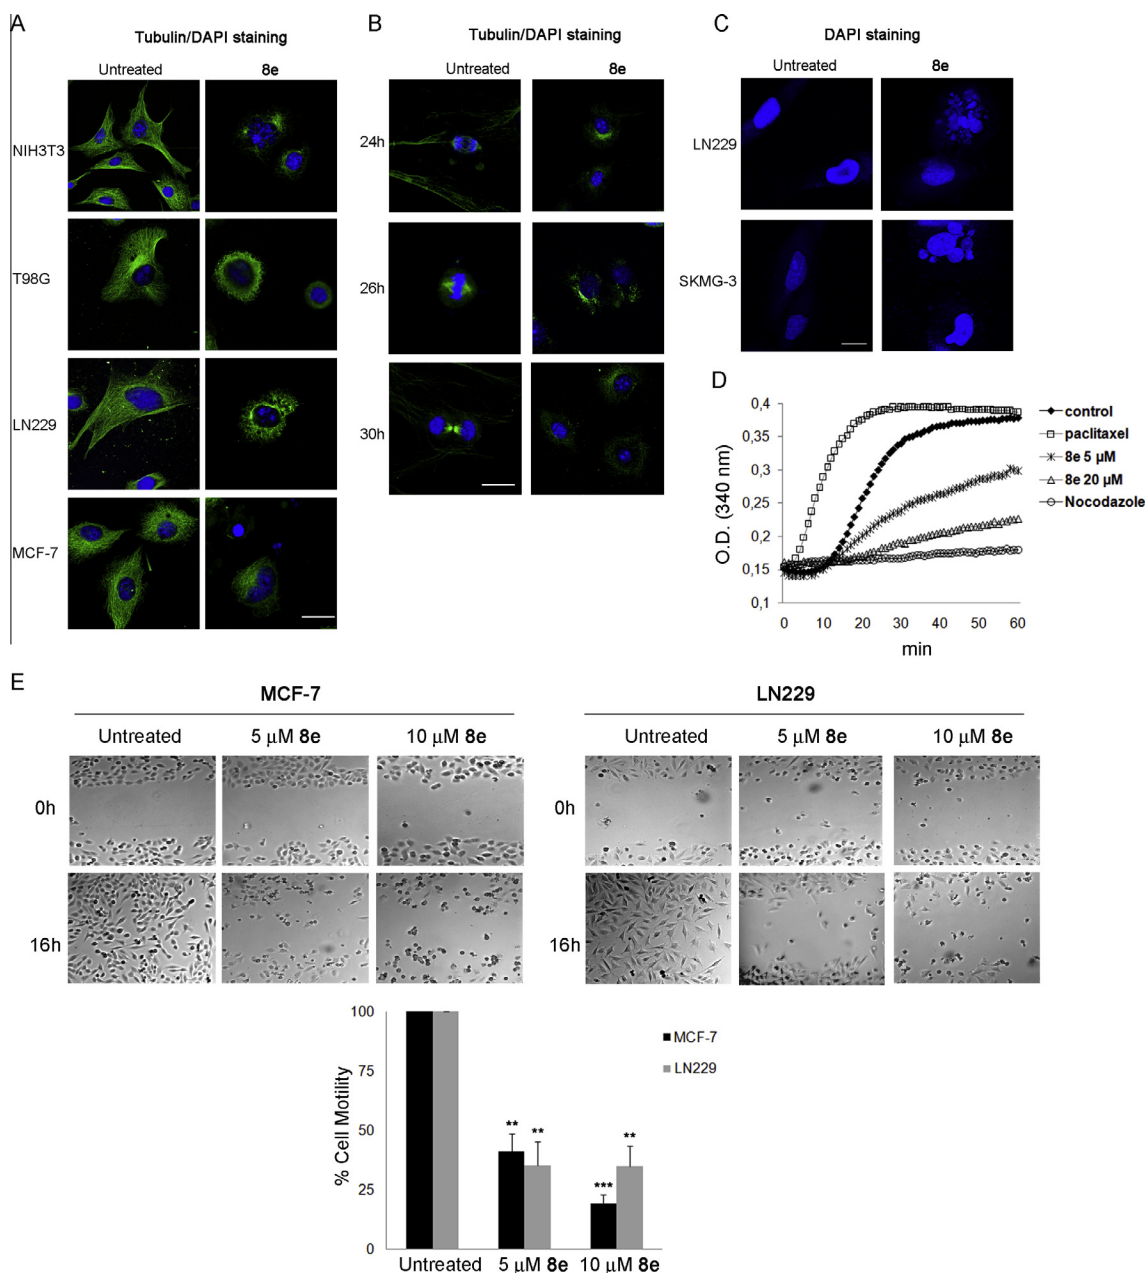 A
Tubulin/DAPI staining
Untreated
8e
NIH3T3
T98G
LN229
MCF-7
B
Tubulin/DAPI staining
Untreated
8e
24h
26h
30h
C
DAPI staining
Untreated
8e
LN229
SKMG-3
D
O.D. (340 nm)
0,4
0,35
0,3
0,25
0,2
0,15
0,1
0 10 20 30 40 50 60
min
control
paclitaxel
8e 5 μM
8e 20 μM
Nocodazole
E
MCF-7
Untreated
5 μM 8e
10 μM 8e
0h
16h
LN229
Untreated
5 μM 8e
10 μM 8e
0h
16h
% Cell Motility
100
75
50
25
0
** **
*** **
Untreated
5 μM 8e
10 μM 8e
MCF-7
LN229